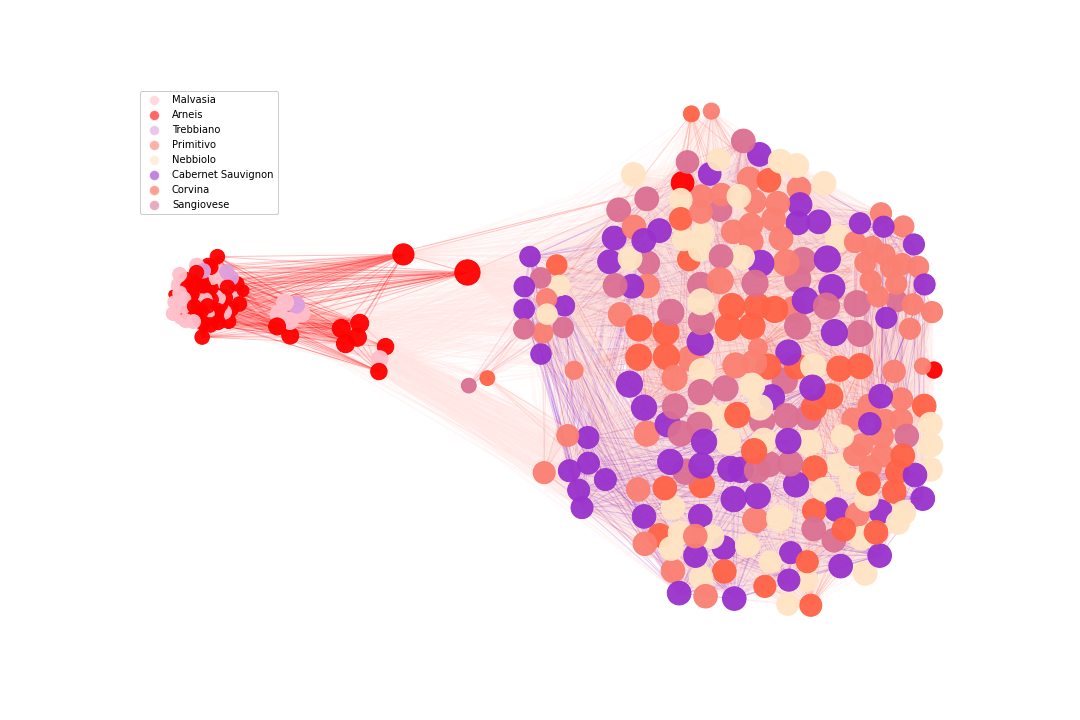 Malvasia
Arneis
Trebbiano
Primitivo
Nebbiolo
Cabernet Sauvignon
Corvina
Sangiovese